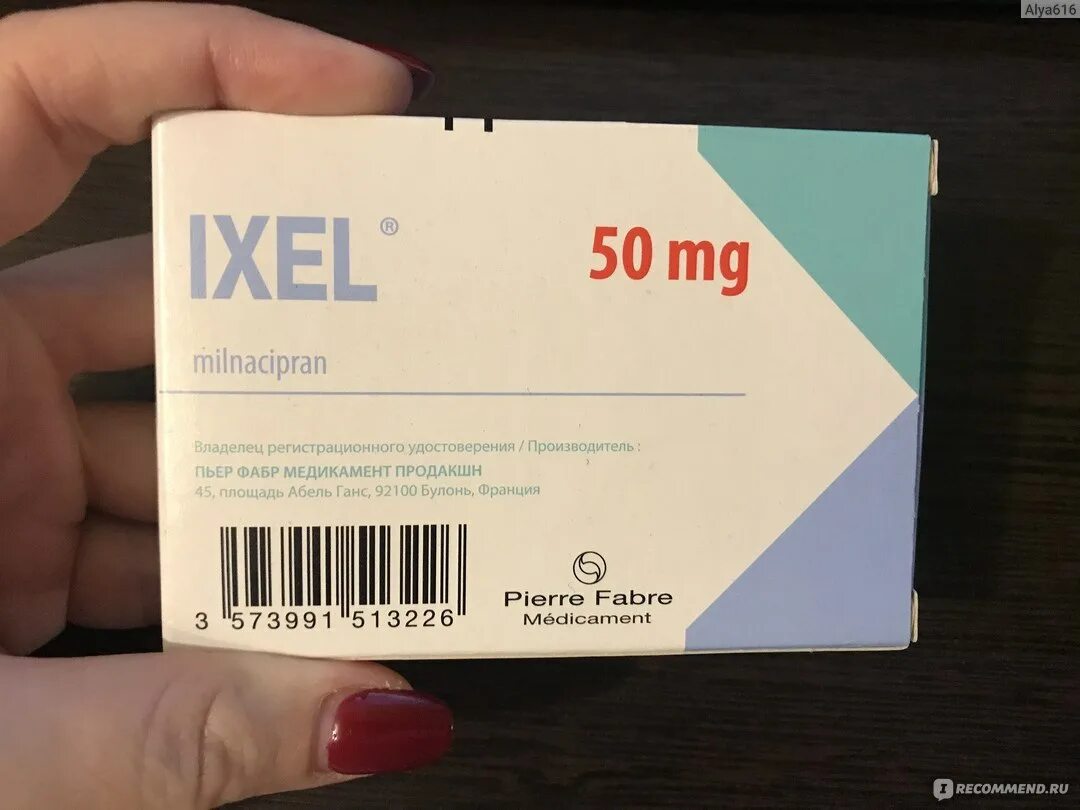 Alya616
IXEL®
50 mg
milnacipran
Владелец регистрационного удостоверения / Производитель :
ПЬЕР ФАБР МЕДИКАМЕНТ ПРОДАКШН
45, площадь Абель Ганс, 92100 Булонь, Франция
3 573991 513226
Pierre Fabre
Médicament
IRECOMMEND.RU